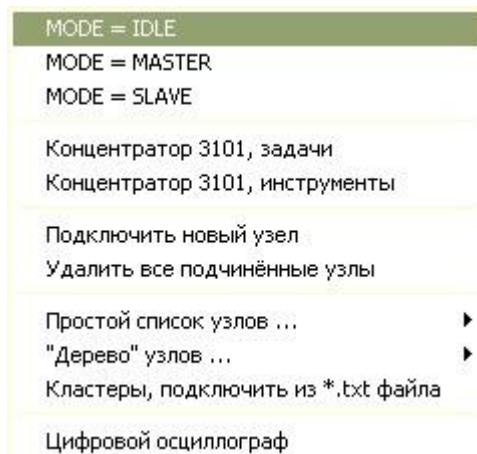 MODE = IDLE
MODE = MASTER
MODE = SLAVE
Концентратор 3101, задачи
Концентратор 3101, инструменты
Подключить новый узел
Удалить все подчинённые узлы
Простой список узлов ...
"Дерево" узлов ...
Кластеры, подключить из *.txt файла
Цифровой осциллограф